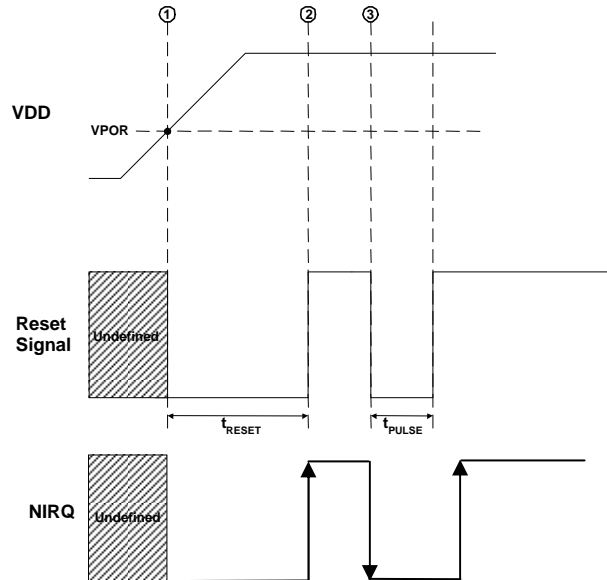 ① ② ③
VDD
VPOR
Reset
Signal
Undefined
tRESET
tPULSE
NIRQ
Undefined